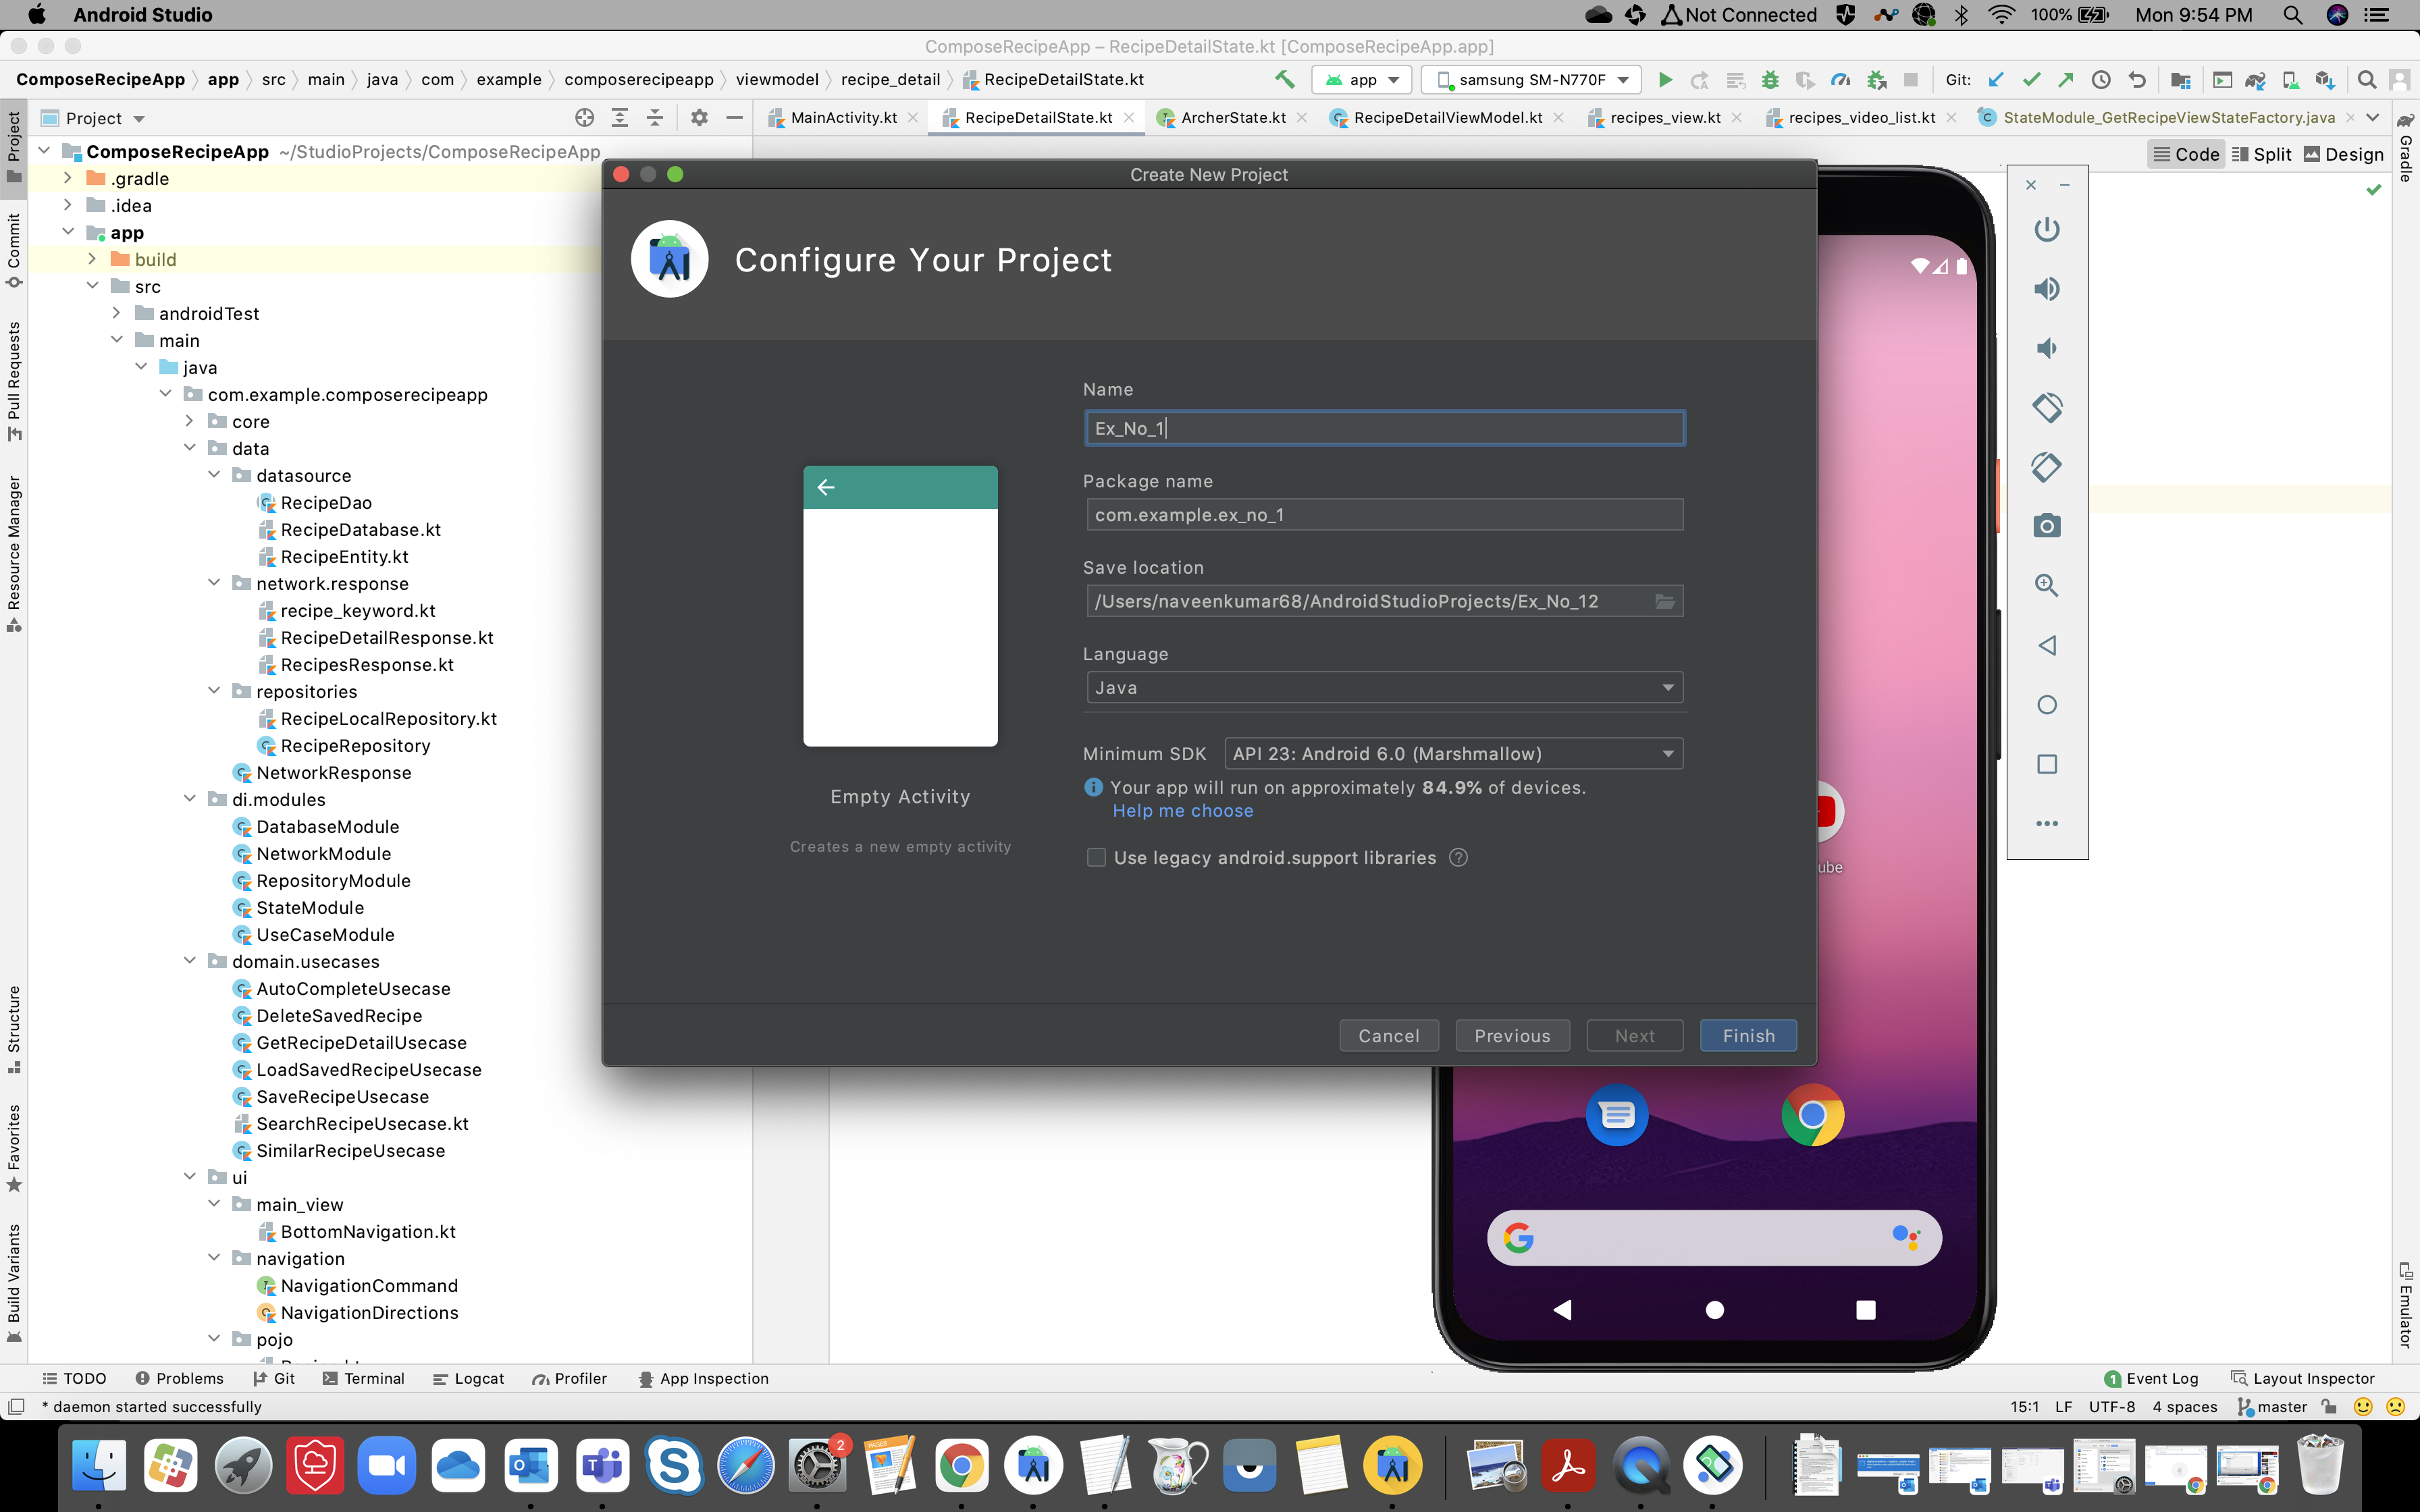 Android Studio
Not Connected
100%
Mon 9:54 PM
ComposeRecipeApp – RecipeDetailState.kt [ComposeRecipeApp.app]
ComposeRecipeApp
app
src
main
java
com
example
composerecipeapp
viewmodel
recipe_detail
RecipeDetailState.kt
app
samsung SM-N770F
Git:
Project
MainActivity.kt
RecipeDetailState.kt
ArcherState.kt
RecipeDetailViewModel.kt
recipes_view.kt
recipes_video_list.kt
StateModule_GetRecipeViewStateFactory.java
Code
Split
Design
Project
Commit
Pull Requests
Resource Manager
Structure
Favorites
Build Variants
Gradle
Emulator
ComposeRecipeApp ~/StudioProjects/ComposeRecipeApp
.gradle
.idea
app
build
src
androidTest
main
java
com.example.composerecipeapp
core
data
datasource
RecipeDao
RecipeDatabase.kt
RecipeEntity.kt
network.response
recipe_keyword.kt
RecipeDetailResponse.kt
RecipesResponse.kt
repositories
RecipeLocalRepository.kt
RecipeRepository
NetworkResponse
di.modules
DatabaseModule
NetworkModule
RepositoryModule
StateModule
UseCaseModule
domain.usecases
AutoCompleteUsecase
DeleteSavedRecipe
GetRecipeDetailUsecase
LoadSavedRecipeUsecase
SaveRecipeUsecase
SearchRecipeUsecase.kt
SimilarRecipeUsecase
ui
main_view
BottomNavigation.kt
navigation
NavigationCommand
NavigationDirections
pojo
Create New Project
Configure Your Project
Name
Ex_No_1
Package name
com.example.ex_no_1
Save location
/Users/naveenkumar68/AndroidStudioProjects/Ex_No_12
Language
Java
Minimum SDK
API 23: Android 6.0 (Marshmallow)
Your app will run on approximately 84.9% of devices.
Help me choose
Use legacy android.support libraries
Empty Activity
Creates a new empty activity
Cancel
Previous
Next
Finish
ube
TODO
Problems
Git
Terminal
Logcat
Profiler
App Inspection
1 Event Log
Layout Inspector
* daemon started successfully
15:1
LF
UTF-8
4 spaces
master
2
PAGES